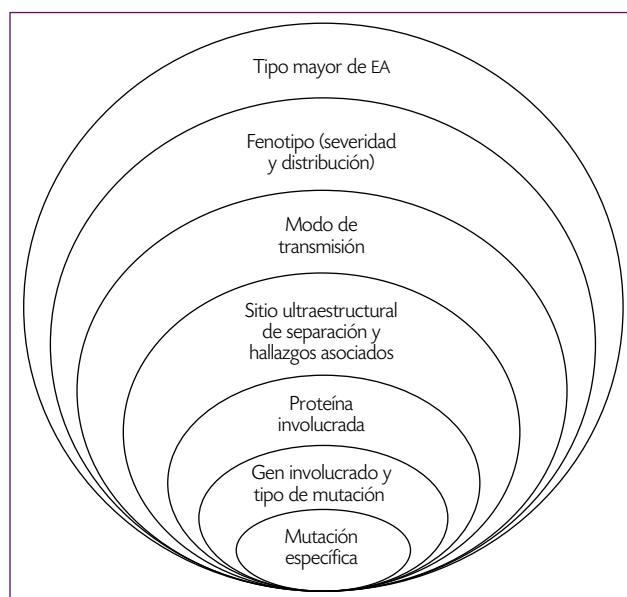 Tipo mayor de EA
Fenotipo (severidad
y distribución)
Modo de
transmisión
Sitio ultraestructural
de separación y
hallazgos asociados
Proteína
involucrada
Gen involucrado y
tipo de mutación
Mutación
específica